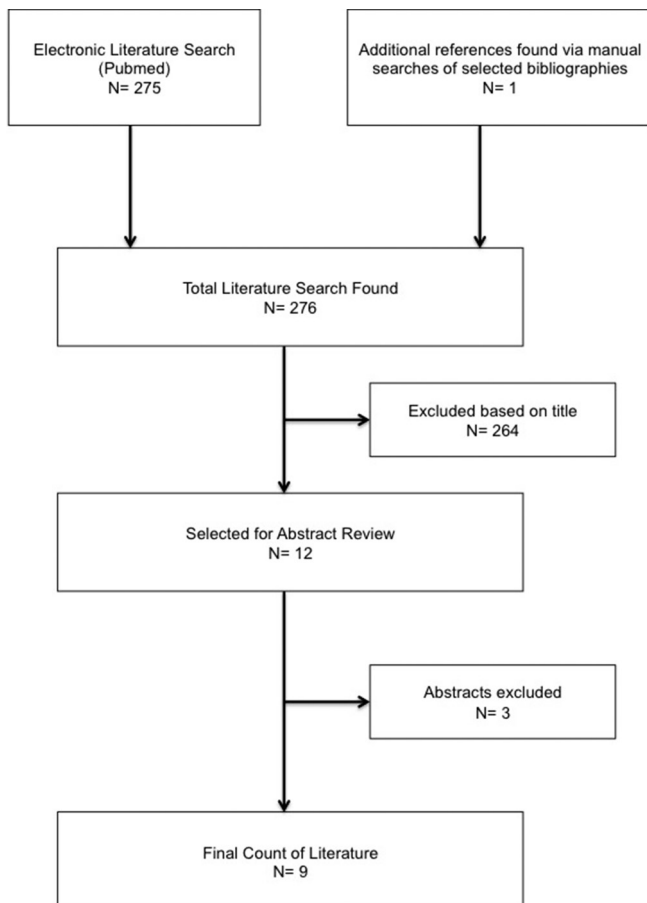 Electronic Literature Search
(Pubmed)
N= 275
Additional references found via manual
searches of selected bibliographies
N= 1
Total Literature Search Found
N= 276
Excluded based on title
N= 264
Selected for Abstract Review
N= 12
Abstracts excluded
N= 3
Final Count of Literature
N= 9